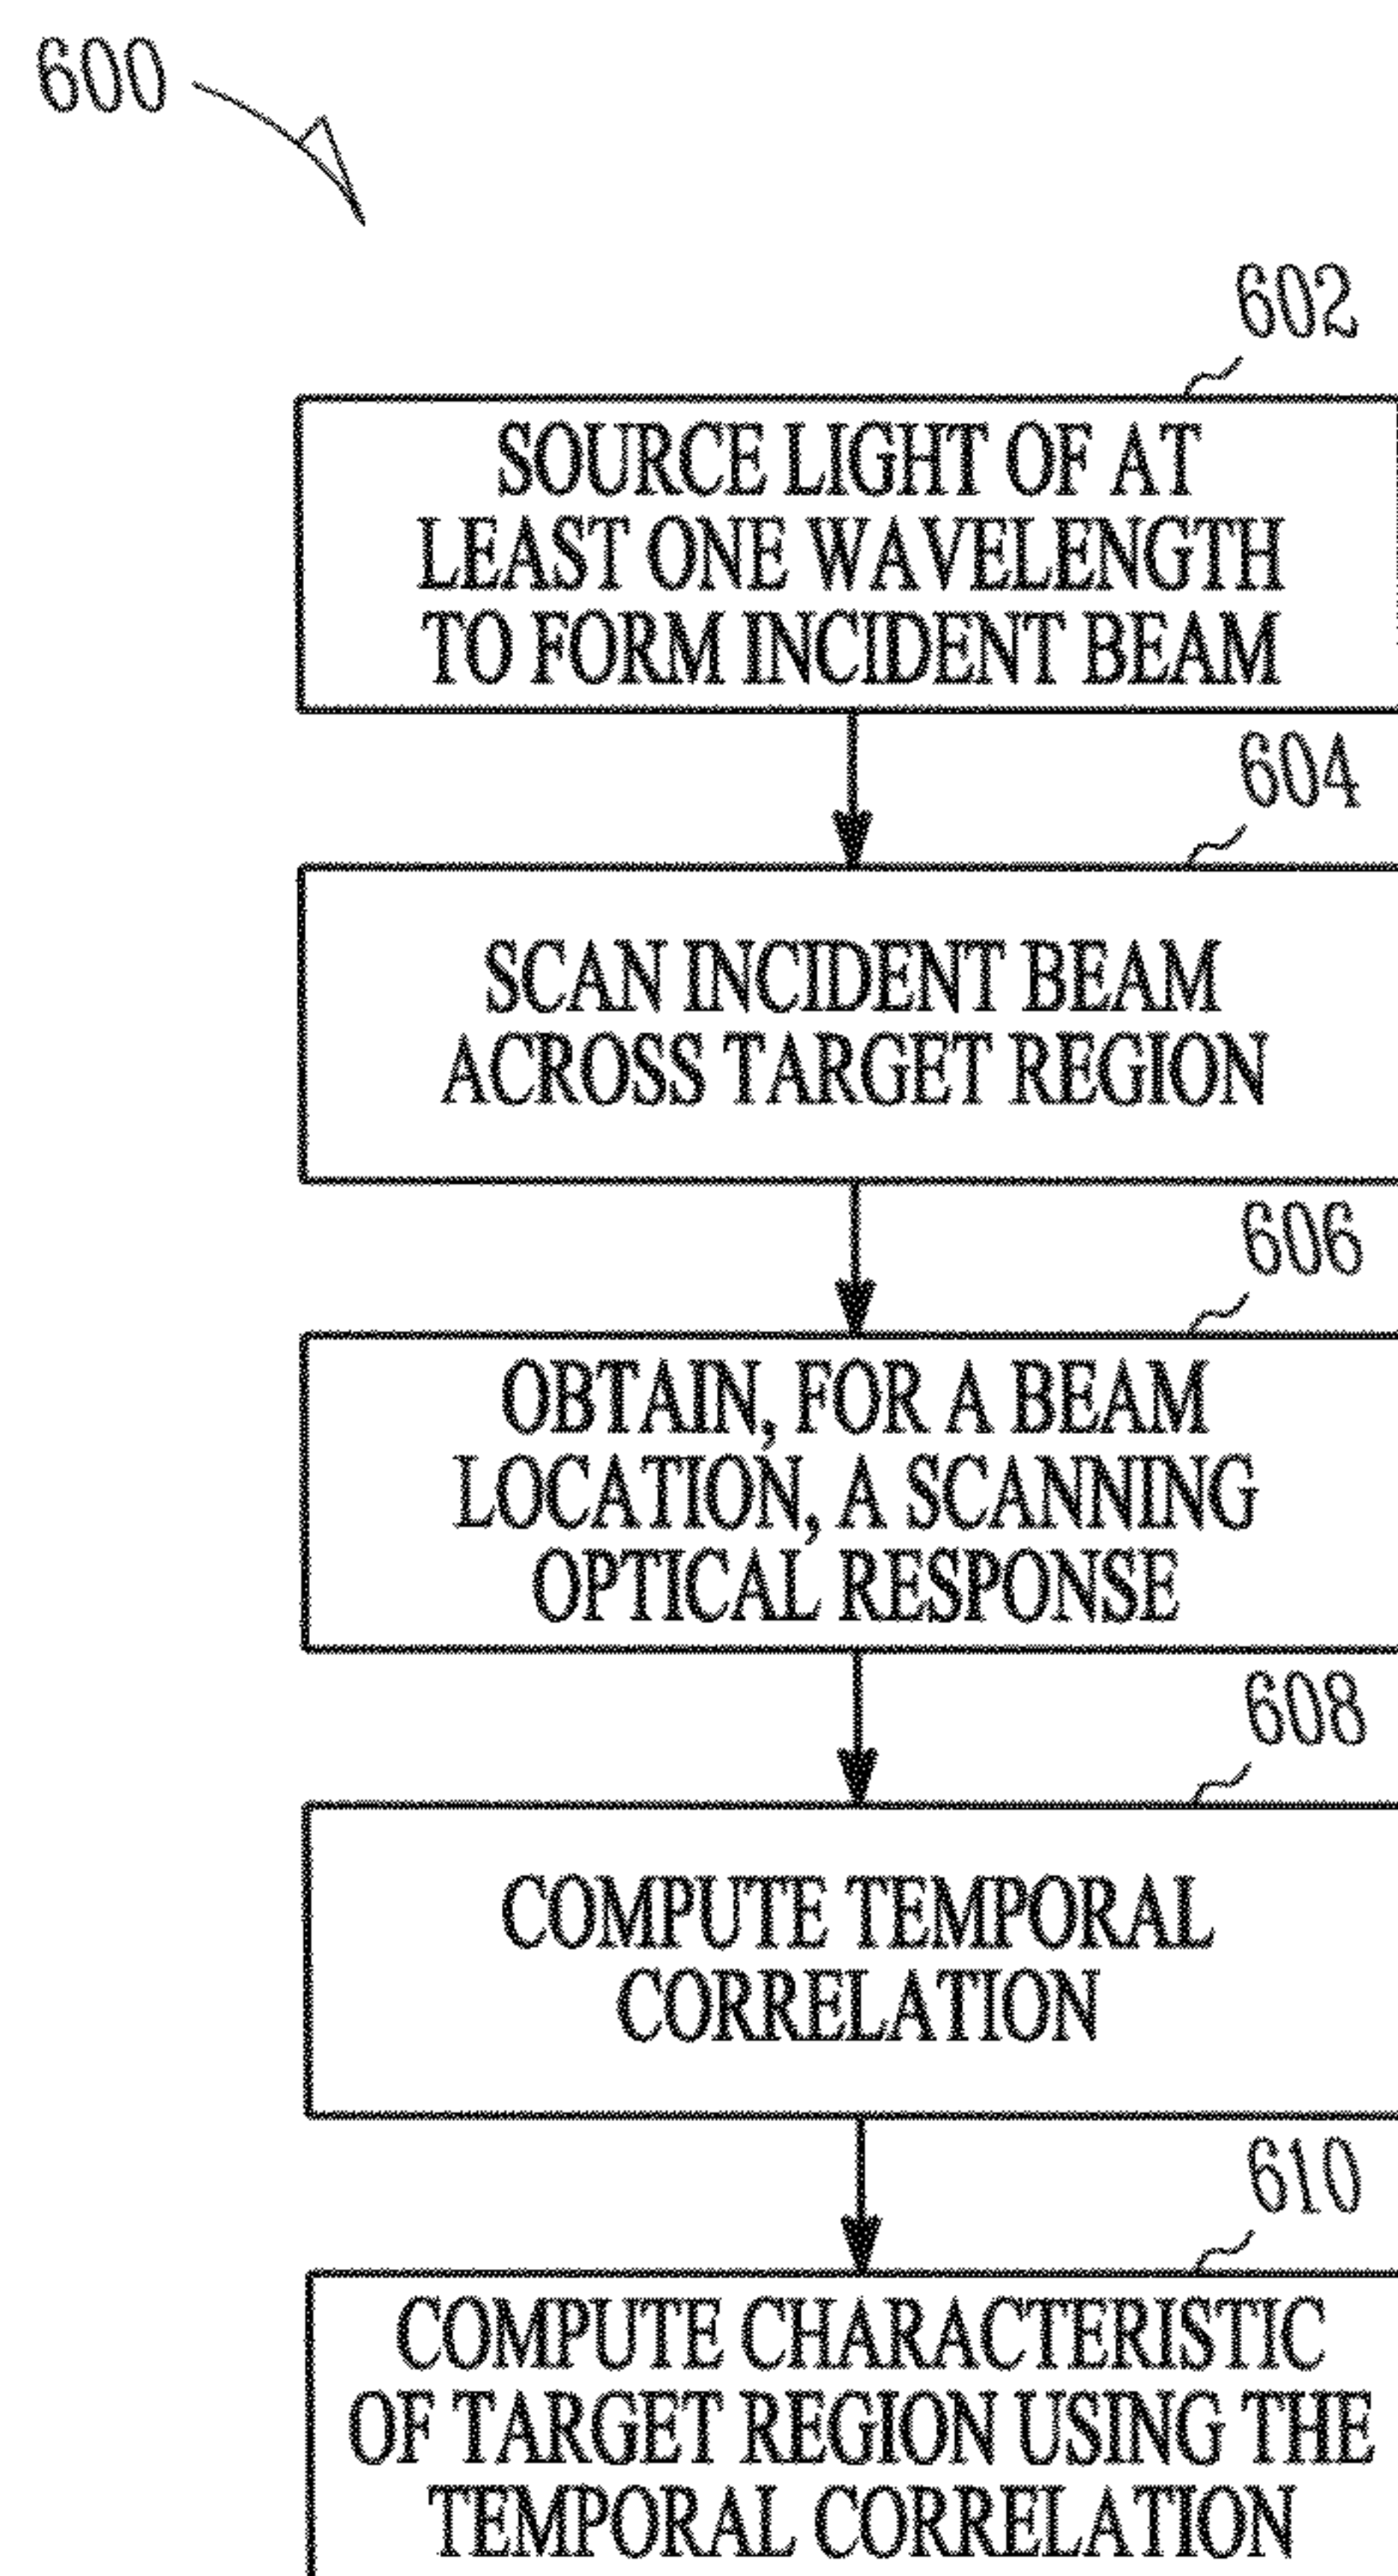 600
602
SOURCE LIGHT OF AT
LEAST ONE WAVELENGTH
TO FORM INCIDENT BEAM
604
SCAN INCIDENT BEAM
ACROSS TARGET REGION
606
OBTAIN, FOR A BEAM
LOCATION, A SCANNING
OPTICAL RESPONSE
608
COMPUTE TEMPORAL
CORRELATION
610
COMPUTE CHARACTERISTIC
OF TARGET REGION USING THE
TEMPORAL CORRELATION